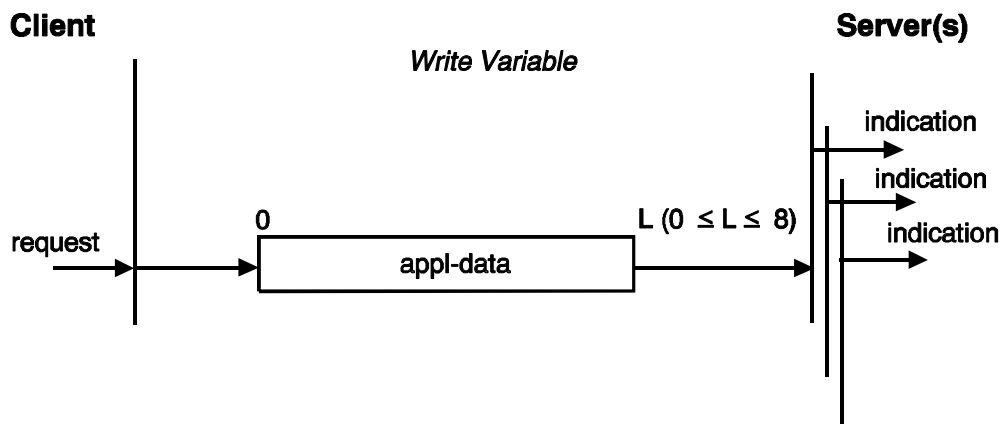 Client
Server(s)
Write Variable
indication
indication
0
L (0 ≤ L ≤ 8)
request
indication
appl-data